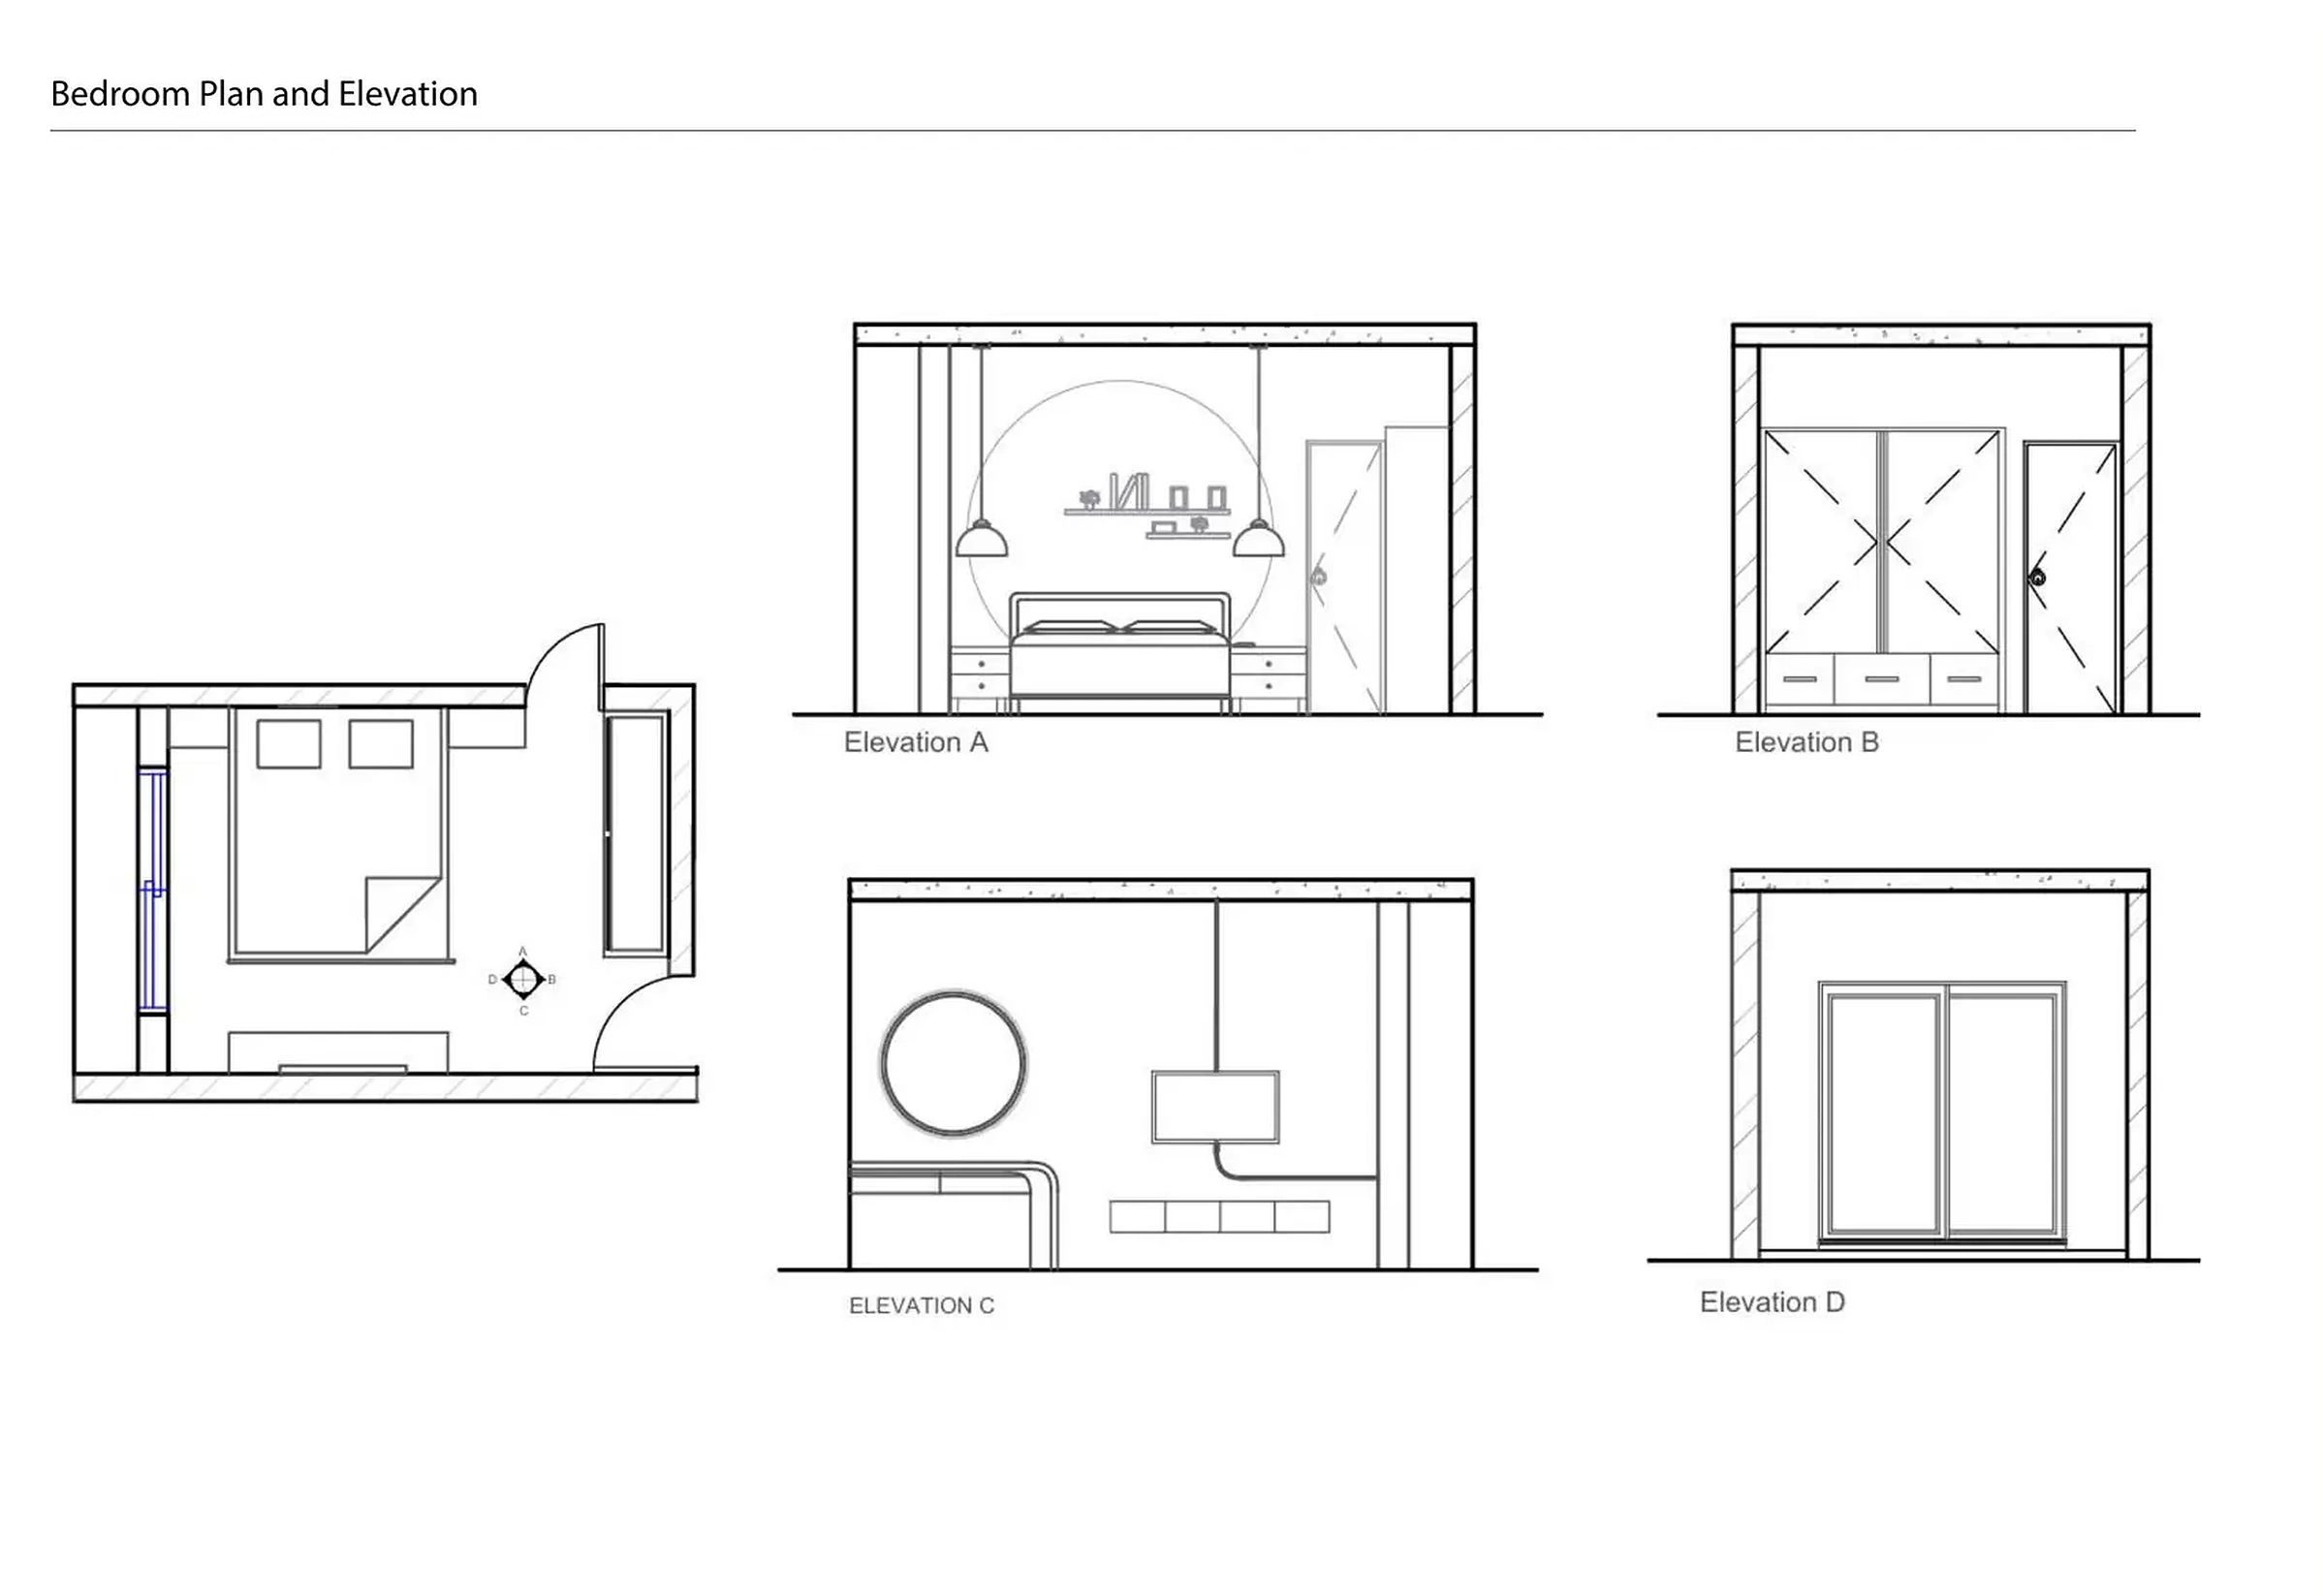 Bedroom Plan and Elevation
Elevation A
Elevation B
A
D
B
C
ELEVATION C
Elevation D